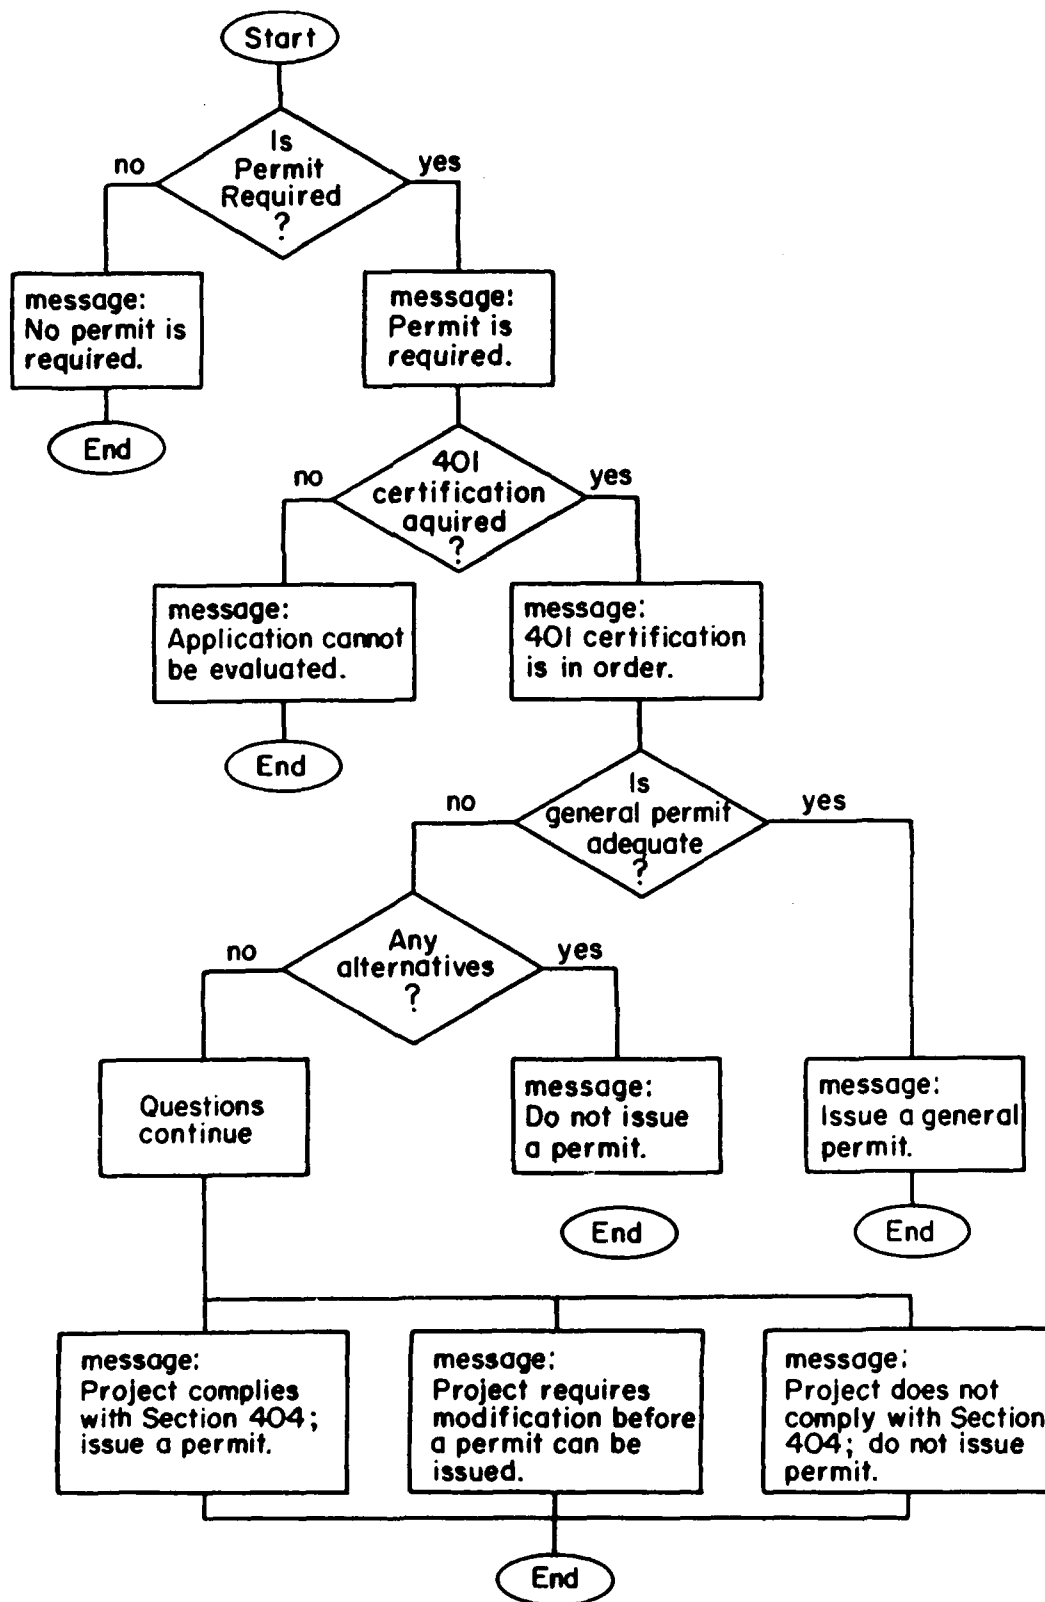 Start
Is
Permit
Required
?
no
yes
message:
No permit is
required.
message:
Permit is
required.
End
401
certification
aquired
?
no
yes
message:
Application cannot
be evaluated.
message:
401 certification
is in order.
End
Is
general permit
adequate
?
no
yes
Any
alternatives
?
no
yes
Questions
continue
message:
Do not issue
a permit.
message:
Issue a general
permit.
End
End
message:
Project complies
with Section 404;
issue a permit.
message:
Project requires
modification before
a permit can be
issued.
message:
Project does not
comply with Section
404; do not issue
permit.
End